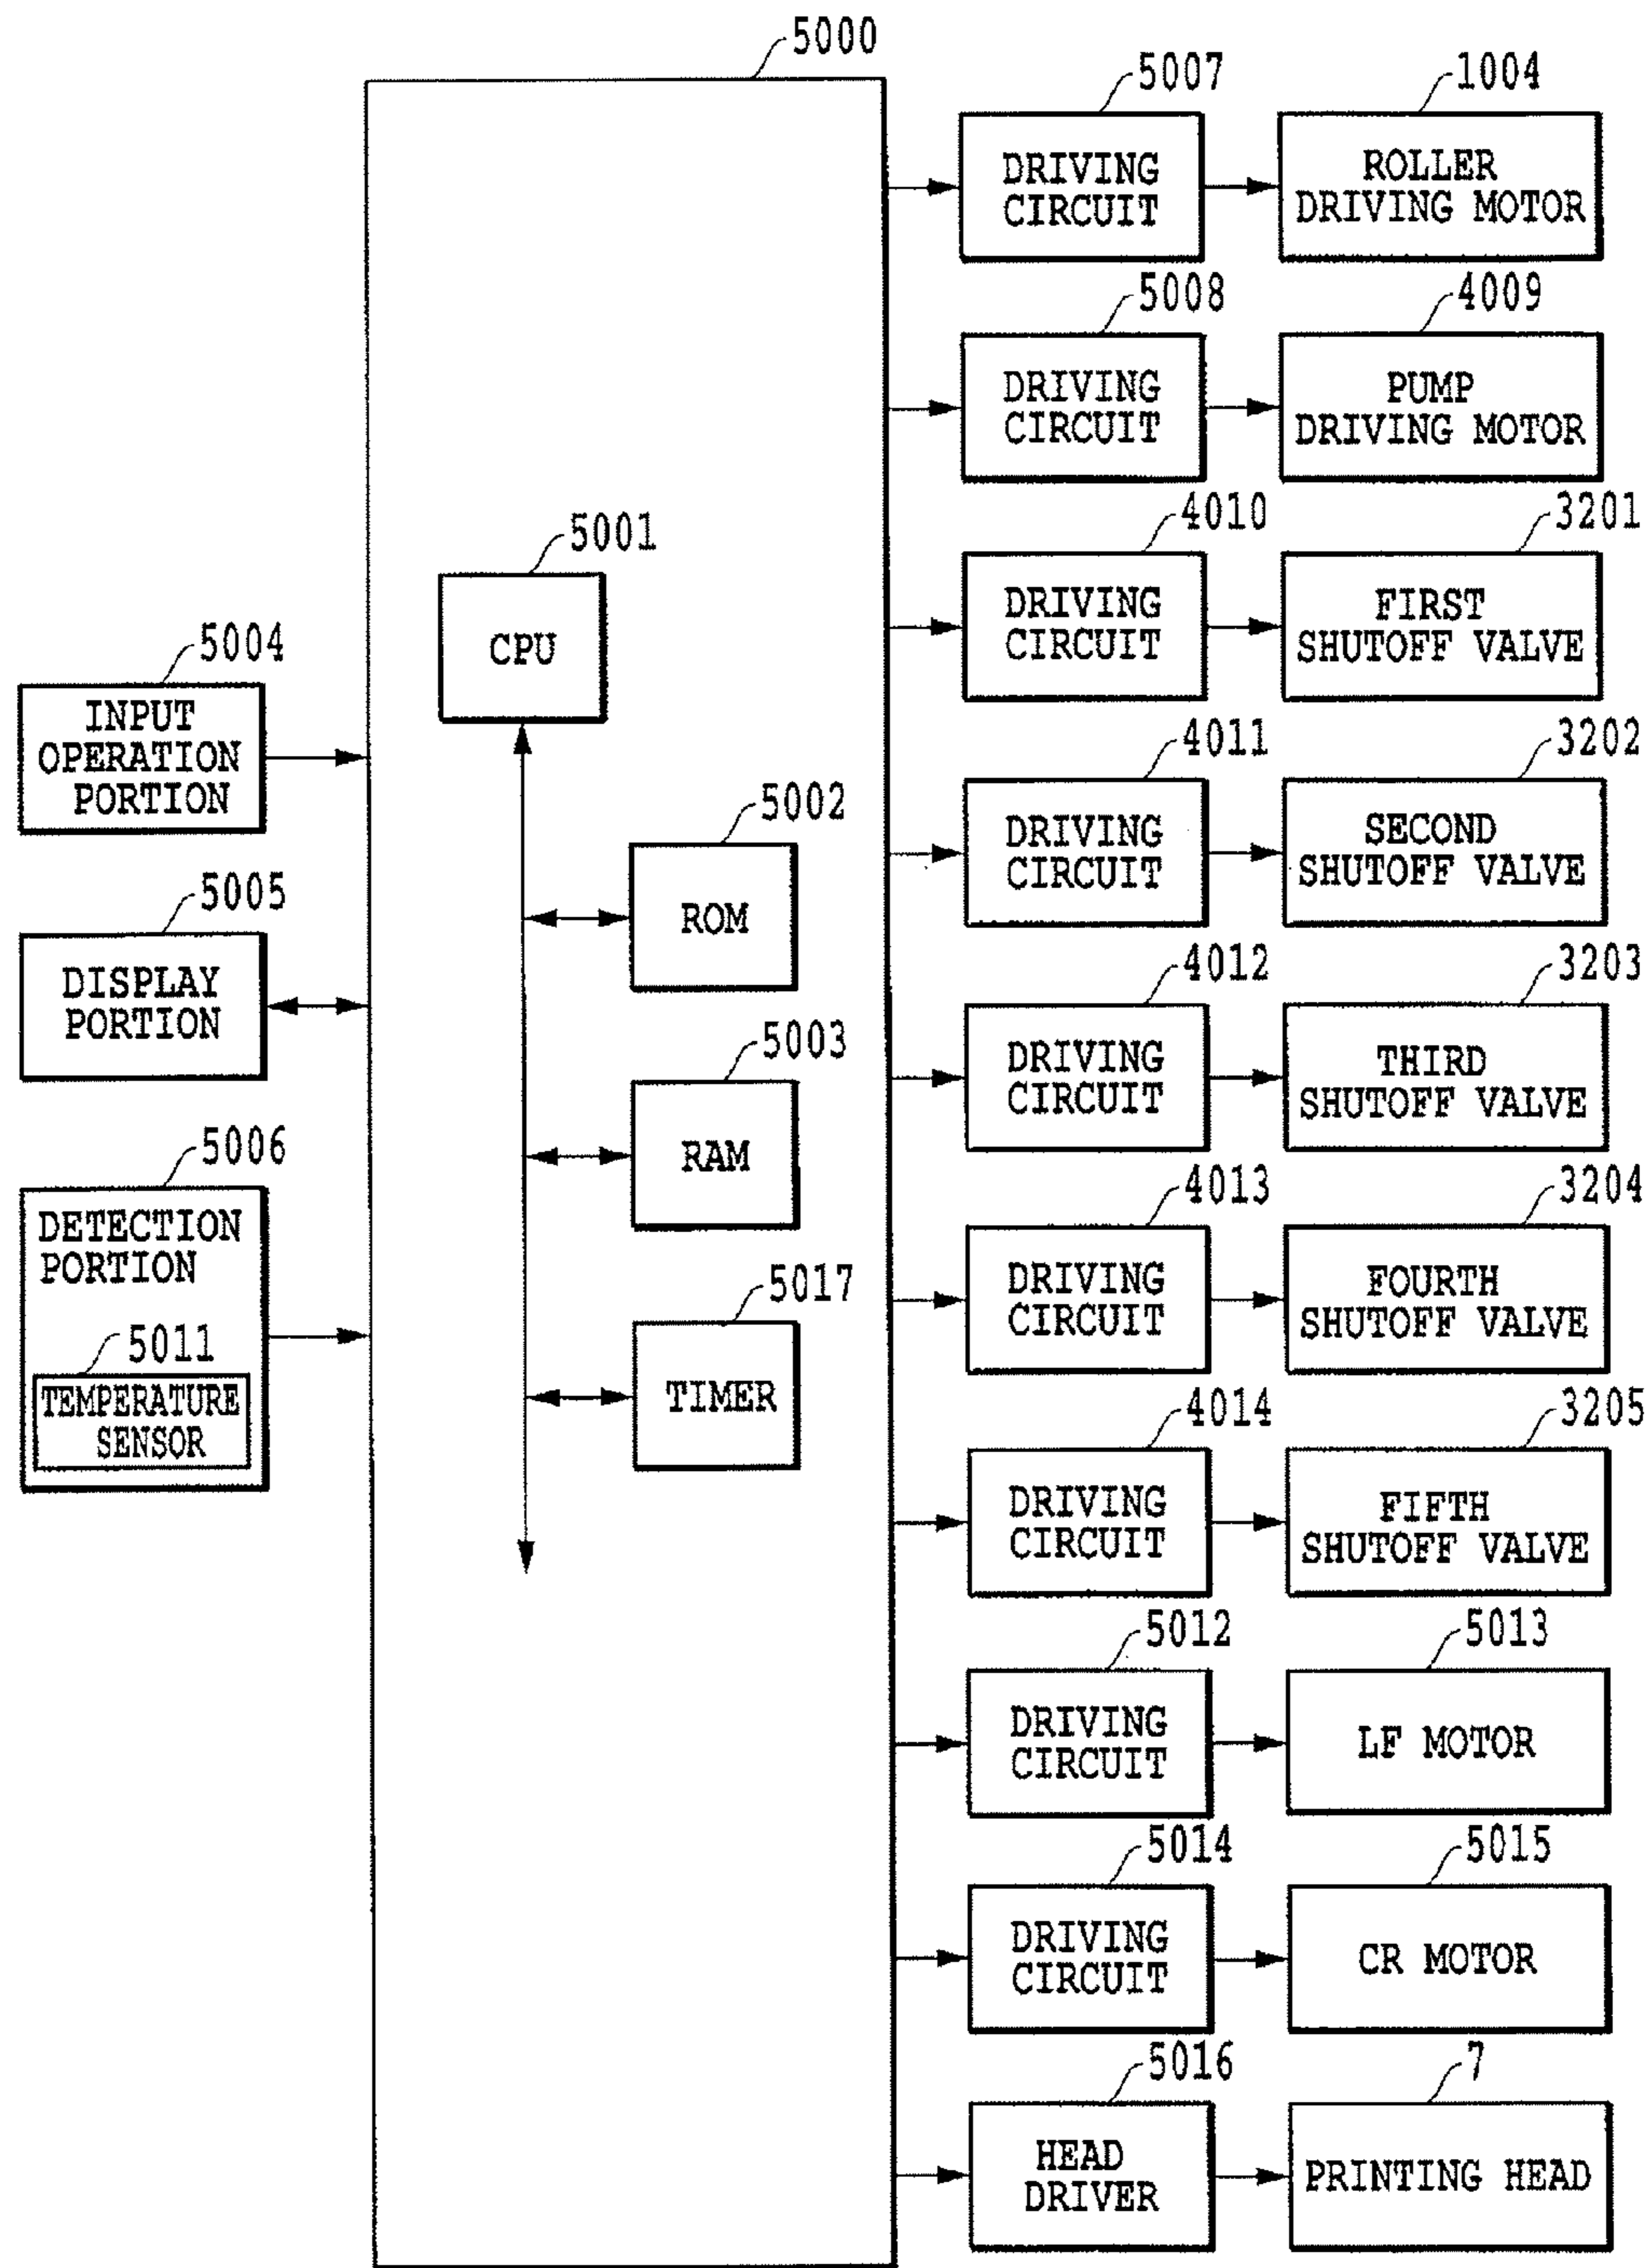 5000
5007
1004
DRIVING
CIRCUIT
ROLLER
DRIVING MOTOR
5008
4009
DRIVING
CIRCUIT
PUMP
DRIVING MOTOR
4010
3201
DRIVING
CIRCUIT
FIRST
SHUTOFF VALVE
5001
CPU
5004
INPUT
OPERATION
PORTION
4011
3202
DRIVING
CIRCUIT
SECOND
SHUTOFF VALVE
5002
ROM
5005
DISPLAY
PORTION
4012
3203
DRIVING
CIRCUIT
THIRD
SHUTOFF VALVE
5003
RAM
5006
DETECTION
PORTION
5011
TEMPERATURE
SENSOR
4013
3204
DRIVING
CIRCUIT
FOURTH
SHUTOFF VALVE
5017
TIMER
4014
3205
DRIVING
CIRCUIT
FIFTH
SHUTOFF VALVE
5012
5013
DRIVING
CIRCUIT
LF MOTOR
5014
5015
DRIVING
CIRCUIT
CR MOTOR
5016
7
HEAD
DRIVER
PRINTING HEAD